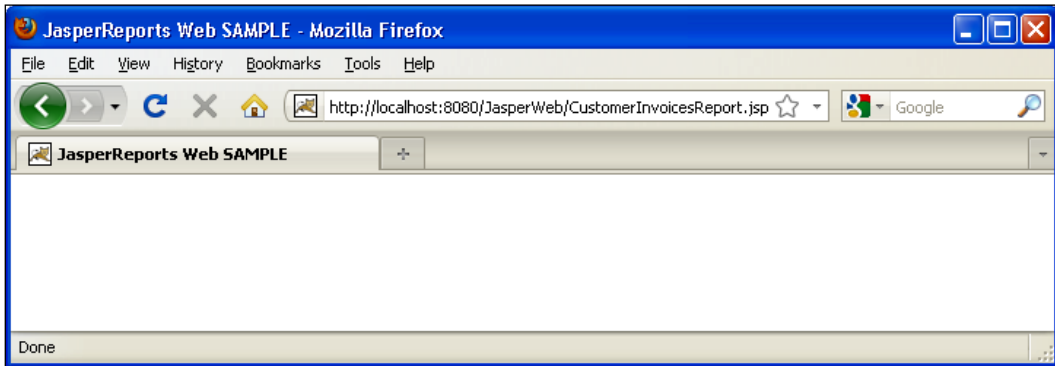 JasperReports Web SAMPLE - Mozilla Firefox
File Edit View History Bookmarks Tools Help
http://localhost:8080/JasperWeb/CustomerInvoicesReport.jsp Google
JasperReports Web SAMPLE
Done